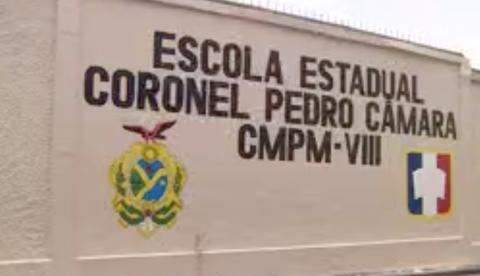 ESCOLA ESTADUAL
CORONEL PEDRO CÂMARA
CMPM-VIII